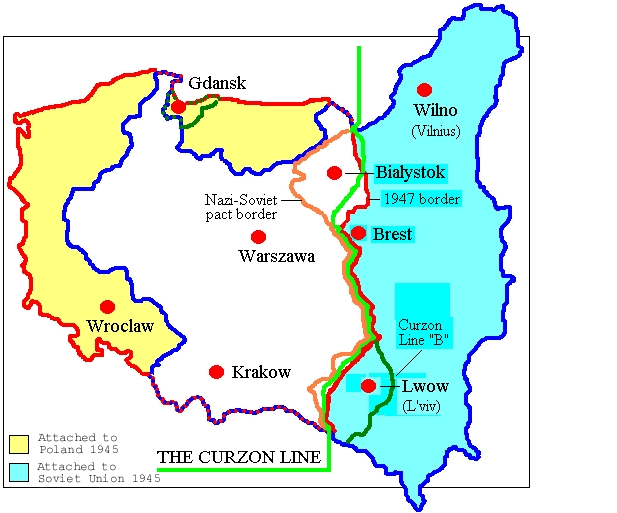 Gdansk
Wilno
(Vilnius)
Bialystok
Nazi-Soviet
pact border
1947 border
Brest
Warszawa
Wroclaw
Curzon
Line "B"
Krakow
Lwow
(L'viv)
Attached to
Poland 1945
THE CURZON LINE
Attached to
Soviet Union 1945